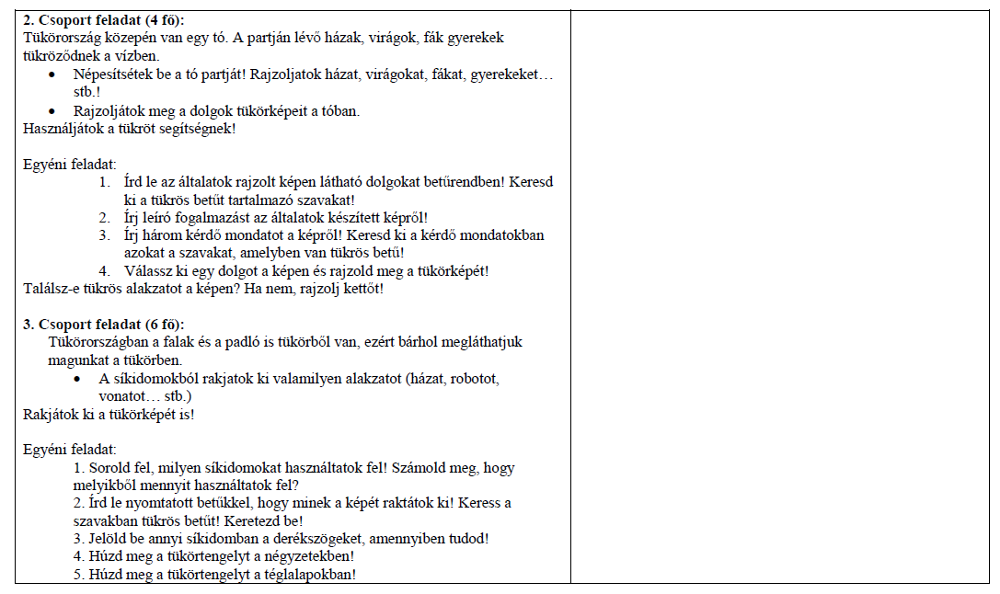 2. Csoport feladat (4 fő):
Tükörország közepén van egy tó. A partján lévő házak, virágok, fák gyerekek
tükröződnek a vízben.
• Népesítsétek be a tó partját! Rajzoljatok házat, virágokat, fákat, gyerekeket…
stb.!
• Rajzoljátok meg a dolgok tükörképeit a tóban.
Használjátok a tükröt segítségnek!
Egyéni feladat:
1. Írd le az általatok rajzolt képen látható dolgokat betűrendben! Keresd
ki a tükrös betűt tartalmazó szavakat!
2. Írj leíró fogalmazást az általatok készített képről!
3. Írj három kérdő mondatot a képről! Keresd ki a kérdő mondatokban
azokat a szavakat, amelyben van tükrös betű!
4. Válassz ki egy dolgot a képen és rajzold meg a tükörképét!
Találsz-e tükrös alakzatot a képen? Ha nem, rajzolj kettőt!
3. Csoport feladat (6 fő):
Tükörországban a falak és a padló is tükörből van, ezért bárhol megláthatjuk
magunkat a tükörben.
• A síkidomokból rakjatok ki valamilyen alakzatot (házat, robotot,
vonatot… stb.)
Rakjátok ki a tükörképét is!
Egyéni feladat:
1. Sorold fel, milyen síkidomokat használtatok fel! Számold meg, hogy
melyikből mennyit használtatok fel?
2. Írd le nyomtatott betűkkel, hogy minek a képét raktátok ki! Keress a
szavakban tükrös betűt! Keretezd be!
3. Jelöld be annyi síkidomban a derékszögeket, amennyiben tudod!
4. Húzd meg a tükörtengelyt a négyzetekben!
5. Húzd meg a tükörtengelyt a téglalapokban!